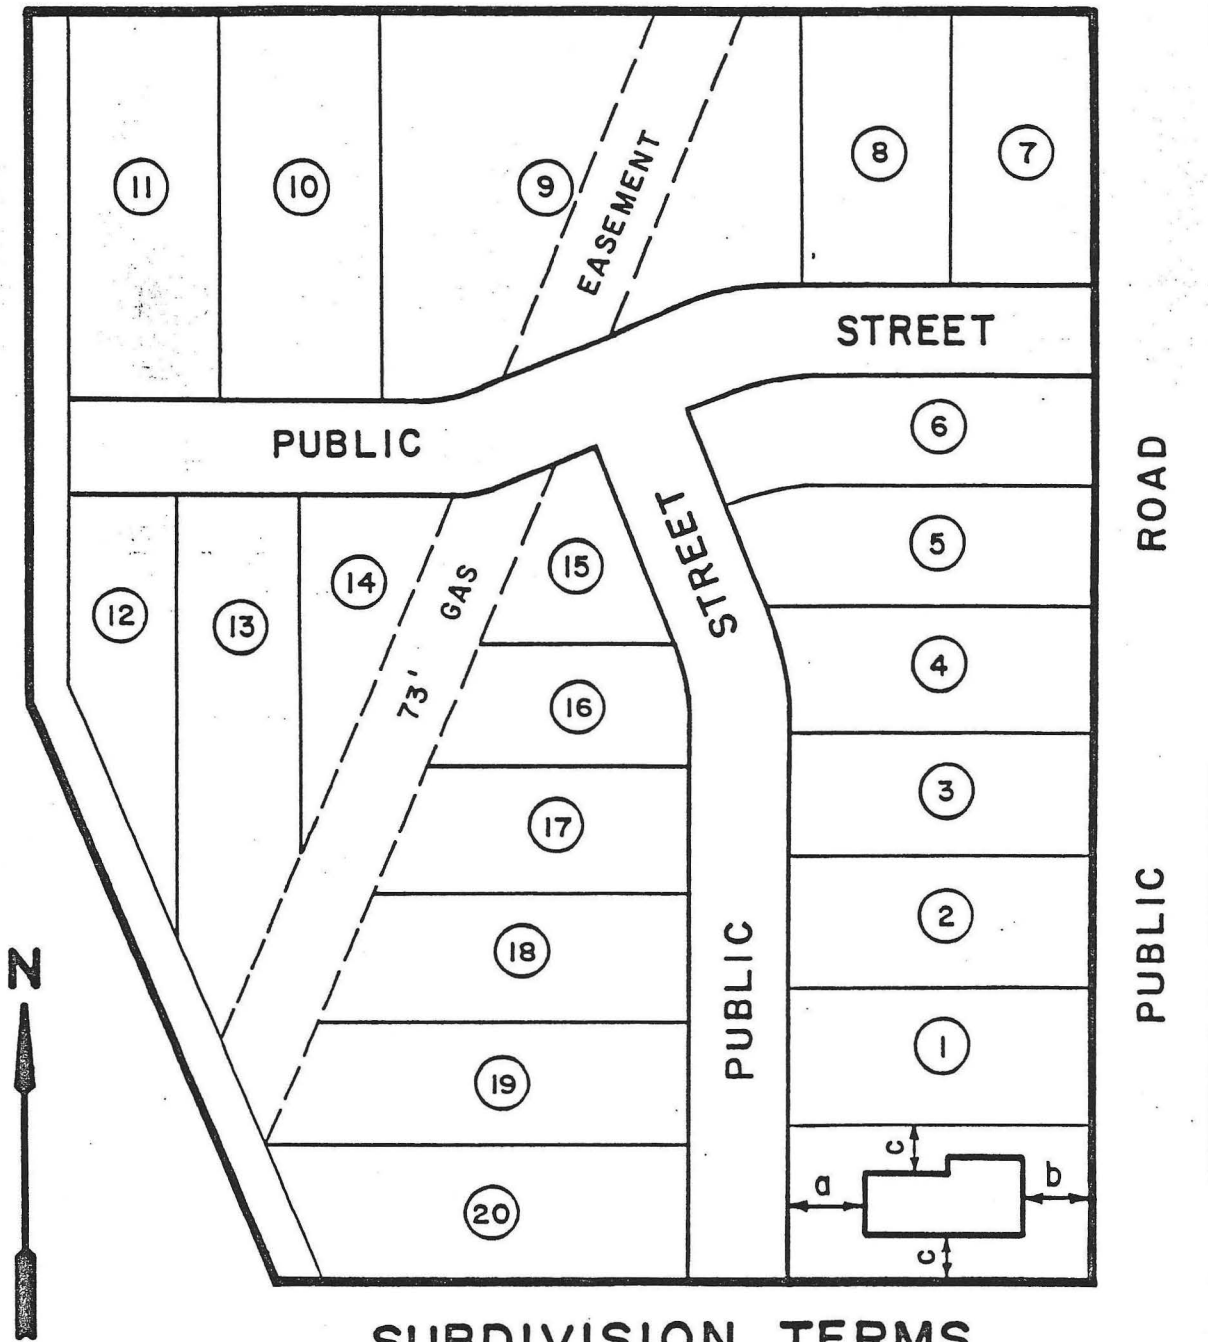 11
10
9
8
7
EASEMENT
STREET
PUBLIC
6
ROAD
STREET
5
15
14
GAS
12
13
4
73'
16
3
17
2
PUBLIC
18
PUBLIC
N
1
19
c
a
b
20
c
SUBDIVISION TERMS